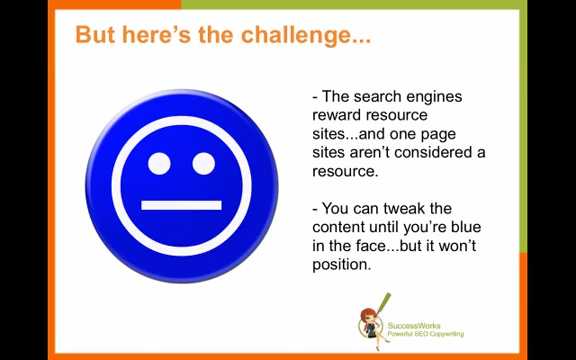 But here's the challenge...
- The search engines
reward resource
sites...and one page
sites aren't considered a
resource.
- You can tweak the
content until you're blue
in the face...but it won't
position.
SuccessWorks
Powerful SEO Copywriting